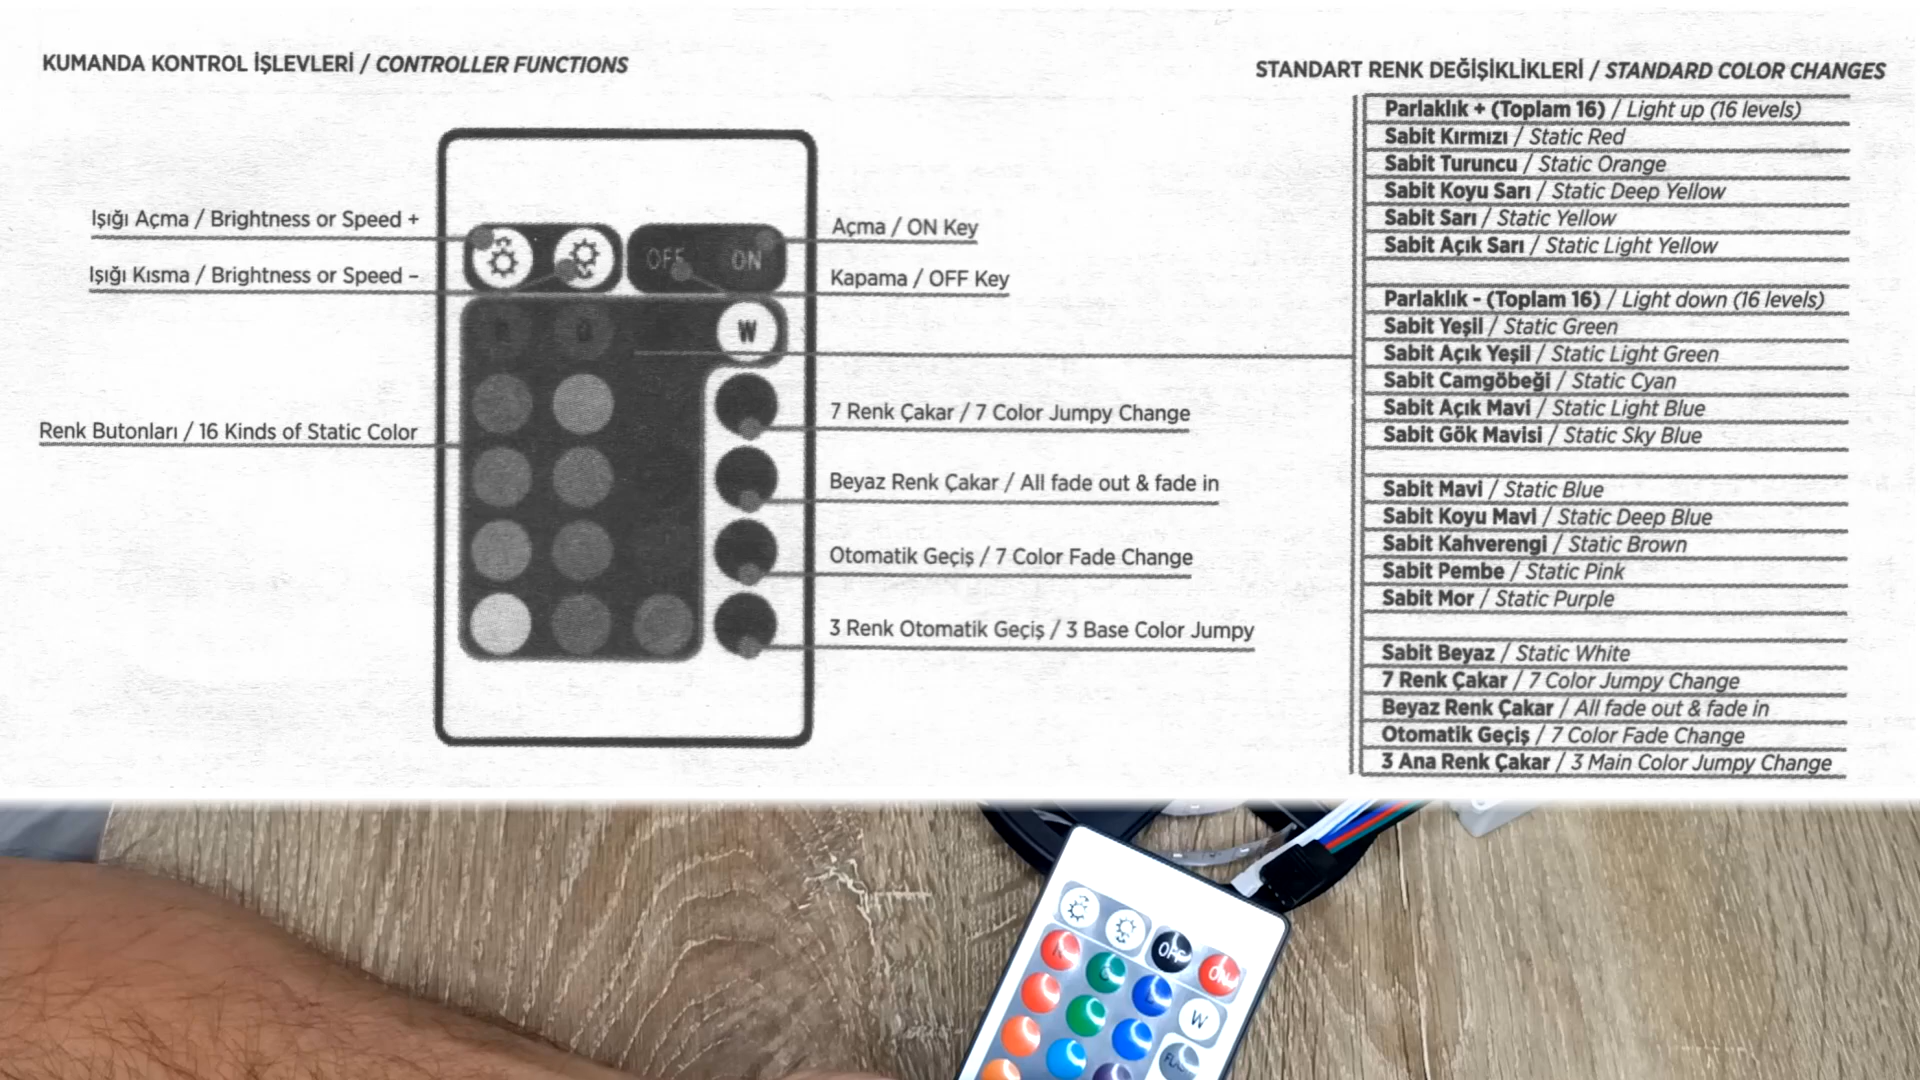 KUMANDA KONTROL İŞLEVLERİ / CONTROLLER FUNCTIONS
Işığı Açma / Brightness or Speed +
Işığı Kısma / Brightness or Speed –
Renk Butonları / 16 Kinds of Static Color
OFF
ON
R
G
W
Açma / ON Key
Kapama / OFF Key
7 Renk Çakar / 7 Color Jumpy Change
Beyaz Renk Çakar / All fade out & fade in
Otomatik Geçiş / 7 Color Fade Change
3 Renk Otomatik Geçiş / 3 Base Color Jumpy
STANDART RENK DEĞİŞİKLİKLERİ / STANDARD COLOR CHANGES
Parlaklık + (Toplam 16) / Light up (16 levels)
Sabit Kırmızı / Static Red
Sabit Turuncu / Static Orange
Sabit Koyu Sarı / Static Deep Yellow
Sabit Sarı / Static Yellow
Sabit Açık Sarı / Static Light Yellow
Parlaklık - (Toplam 16) / Light down (16 levels)
Sabit Yeşil / Static Green
Sabit Açık Yeşil / Static Light Green
Sabit Camgöbeği / Static Cyan
Sabit Açık Mavi / Static Light Blue
Sabit Gök Mavisi / Static Sky Blue
Sabit Mavi / Static Blue
Sabit Koyu Mavi / Static Deep Blue
Sabit Kahverengi / Static Brown
Sabit Pembe / Static Pink
Sabit Mor / Static Purple
Sabit Beyaz / Static White
7 Renk Çakar / 7 Color Jumpy Change
Beyaz Renk Çakar / All fade out & fade in
Otomatik Geçiş / 7 Color Fade Change
3 Ana Renk Çakar / 3 Main Color Jumpy Change
OFF
ON
R
G
W